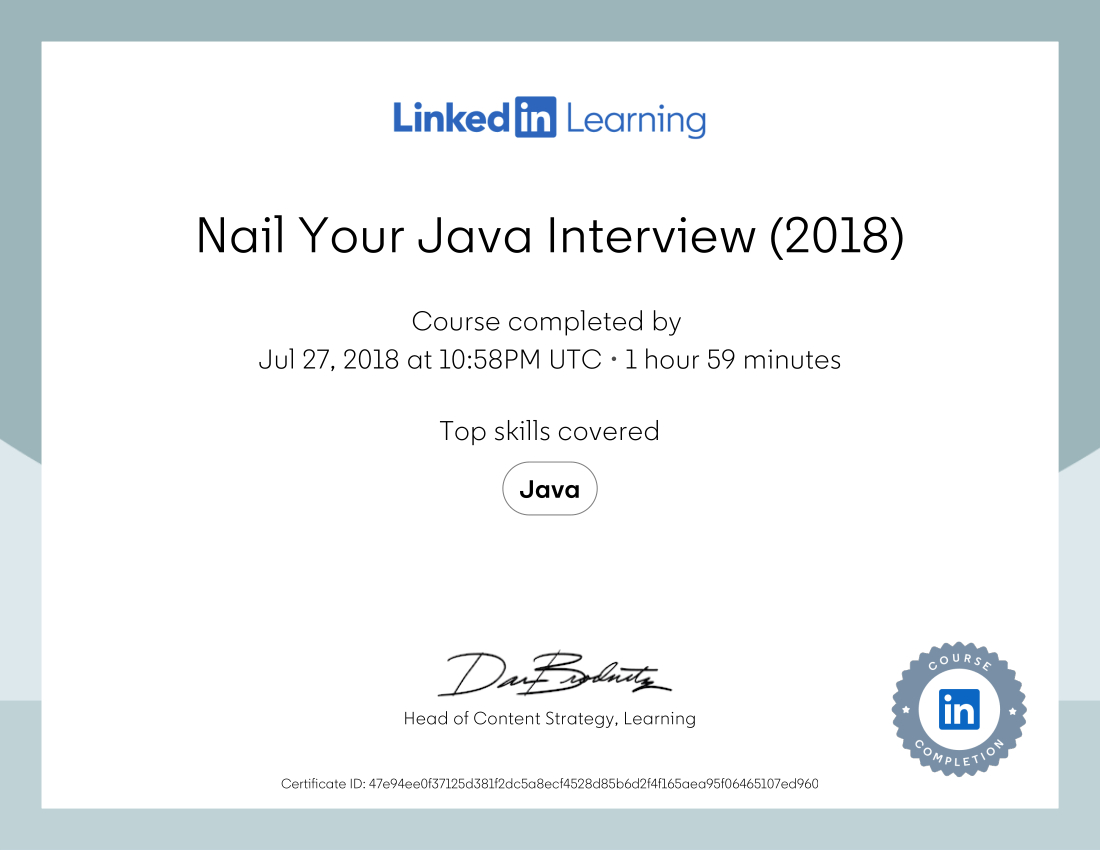 Linkedin Learning
Nail Your Java Interview (2018)
Course completed by
Jul 27, 2018 at 10:58PM UTC • 1 hour 59 minutes
Top skills covered
Java
Dan Brodnitz
Head of Content Strategy, Learning
COURSE
in
COMPLETION
Certificate ID: 47e94ee0f37125d381f2dc5a8ecf4528d85b6d2f4f165aea95f06465107ed960